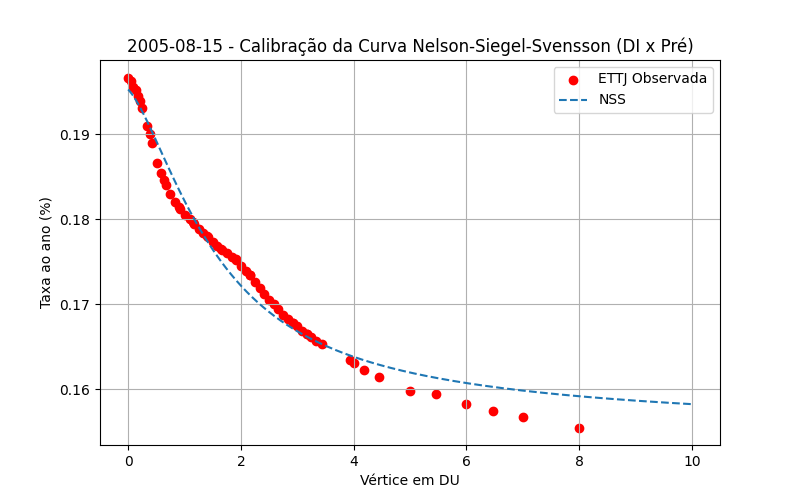 2005-08-15 - Calibração da Curva Nelson-Siegel-Svensson (DI x Pré)
ETTJ Observada
NSS
Taxa ao ano (%)
0.19
0.18
0.17
0.16
0
2
4
6
8
10
Vértice em DU